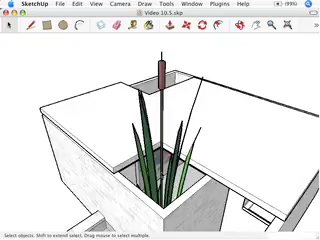 SketchUp File Edit View Camera Draw Tools Window Plugins Help (99%)
Video 10.5.skp
Select objects. Shift to extend select. Drag mouse to select multiple.